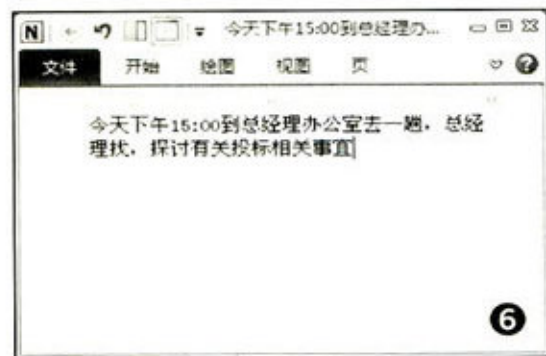 N 今天下午15:00到总经理办...
文件 开始 绘图 视图 页
今天下午15:00到总经理办公室去一趟，总经
理找，探讨有关投标相关事宜
6